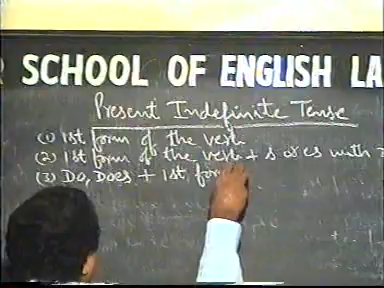 SCHOOL OF ENGLISH LA
Present Indefinite Tense
(1) 1st form of the verb
(2) 1st form of the verb + s or es with
(3) Do, Does + 1st for